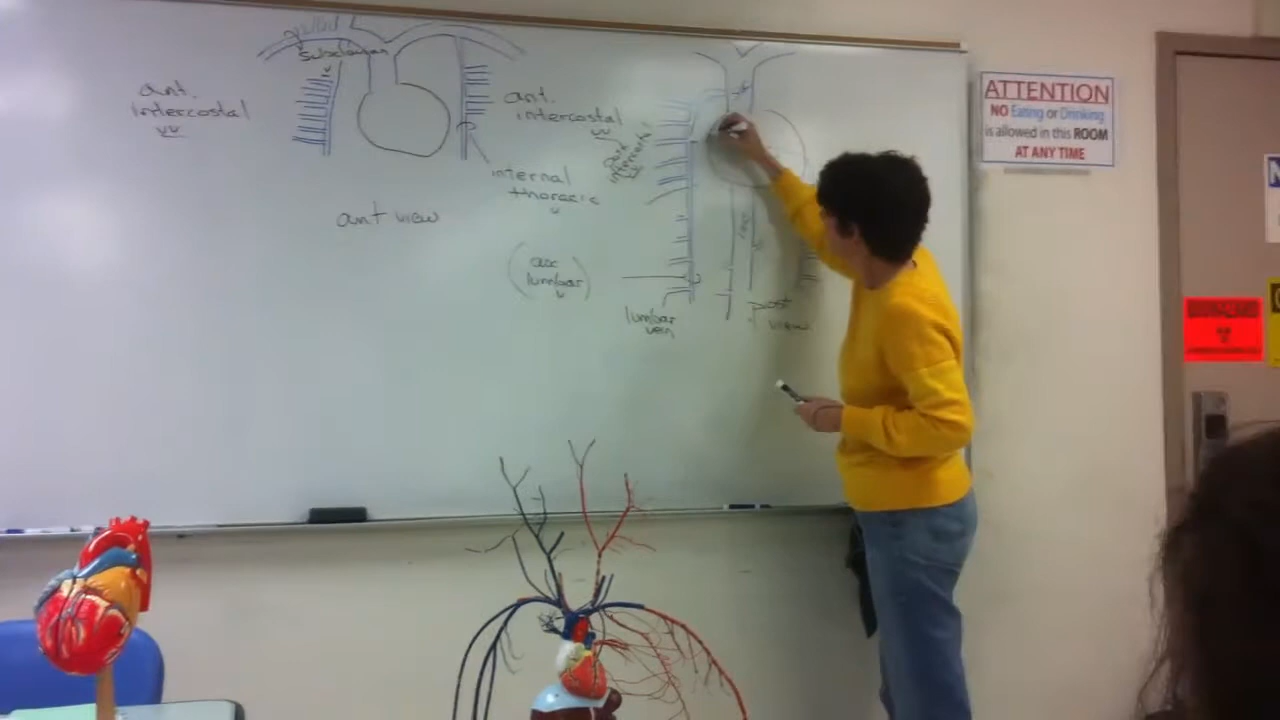 subclavian
v
ant.
intercostal
vv
ant.
intercostal
vv
internal
thoracic
v
ant view
lumbar
v
lumbar
vein
post
view
ATTENTION
NO Eating or Drinking
is allowed in this ROOM
AT ANY TIME